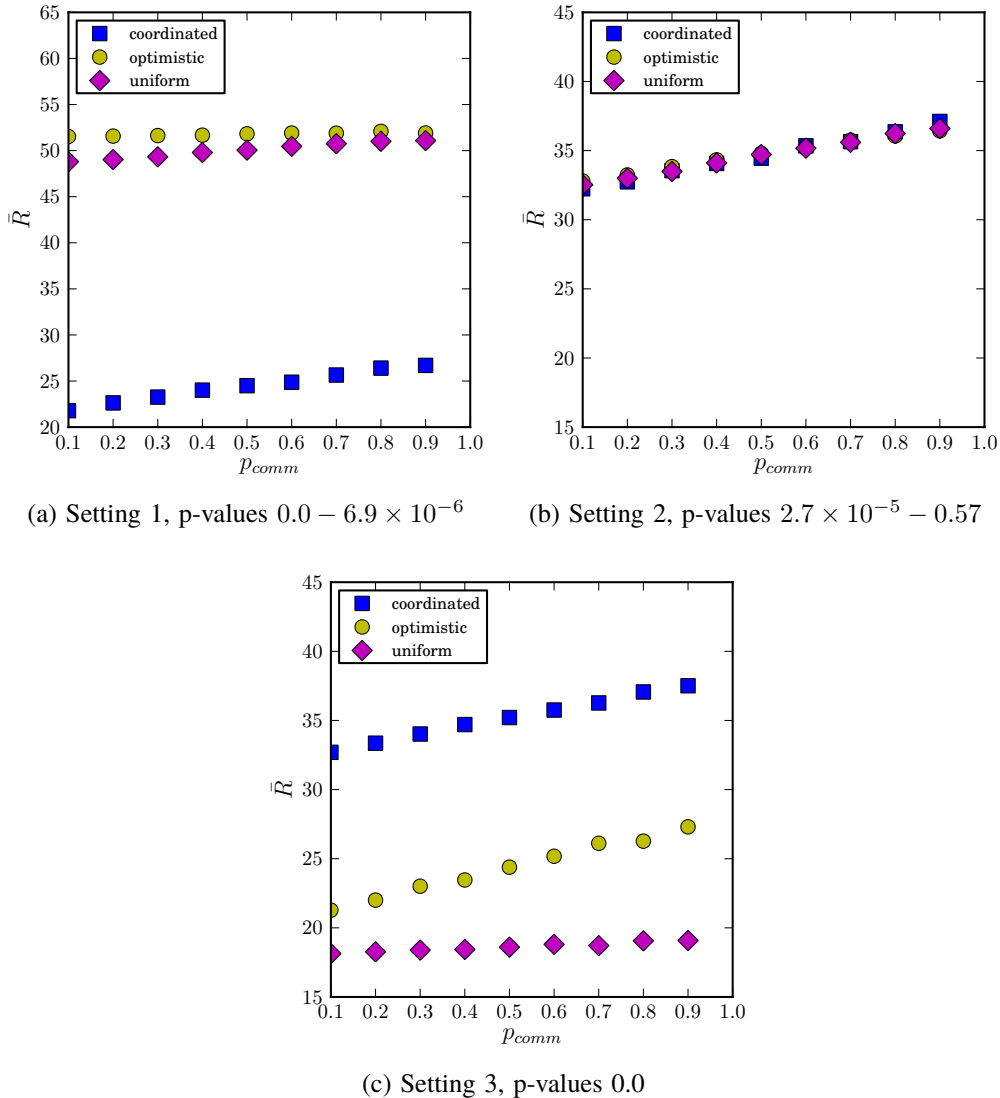 65
60
55
50
45
40
35
30
25
20
R̄
coordinated
optimistic
uniform
0.1 0.2 0.3 0.4 0.5 0.6 0.7 0.8 0.9 1.0
p_comm
(a) Setting 1, p-values 0.0 − 6.9 × 10⁻⁶
45
40
35
30
25
20
15
R̄
coordinated
optimistic
uniform
0.1 0.2 0.3 0.4 0.5 0.6 0.7 0.8 0.9 1.0
p_comm
(b) Setting 2, p-values 2.7 × 10⁻⁵ − 0.57
45
40
35
30
25
20
15
R̄
coordinated
optimistic
uniform
0.1 0.2 0.3 0.4 0.5 0.6 0.7 0.8 0.9 1.0
p_comm
(c) Setting 3, p-values 0.0